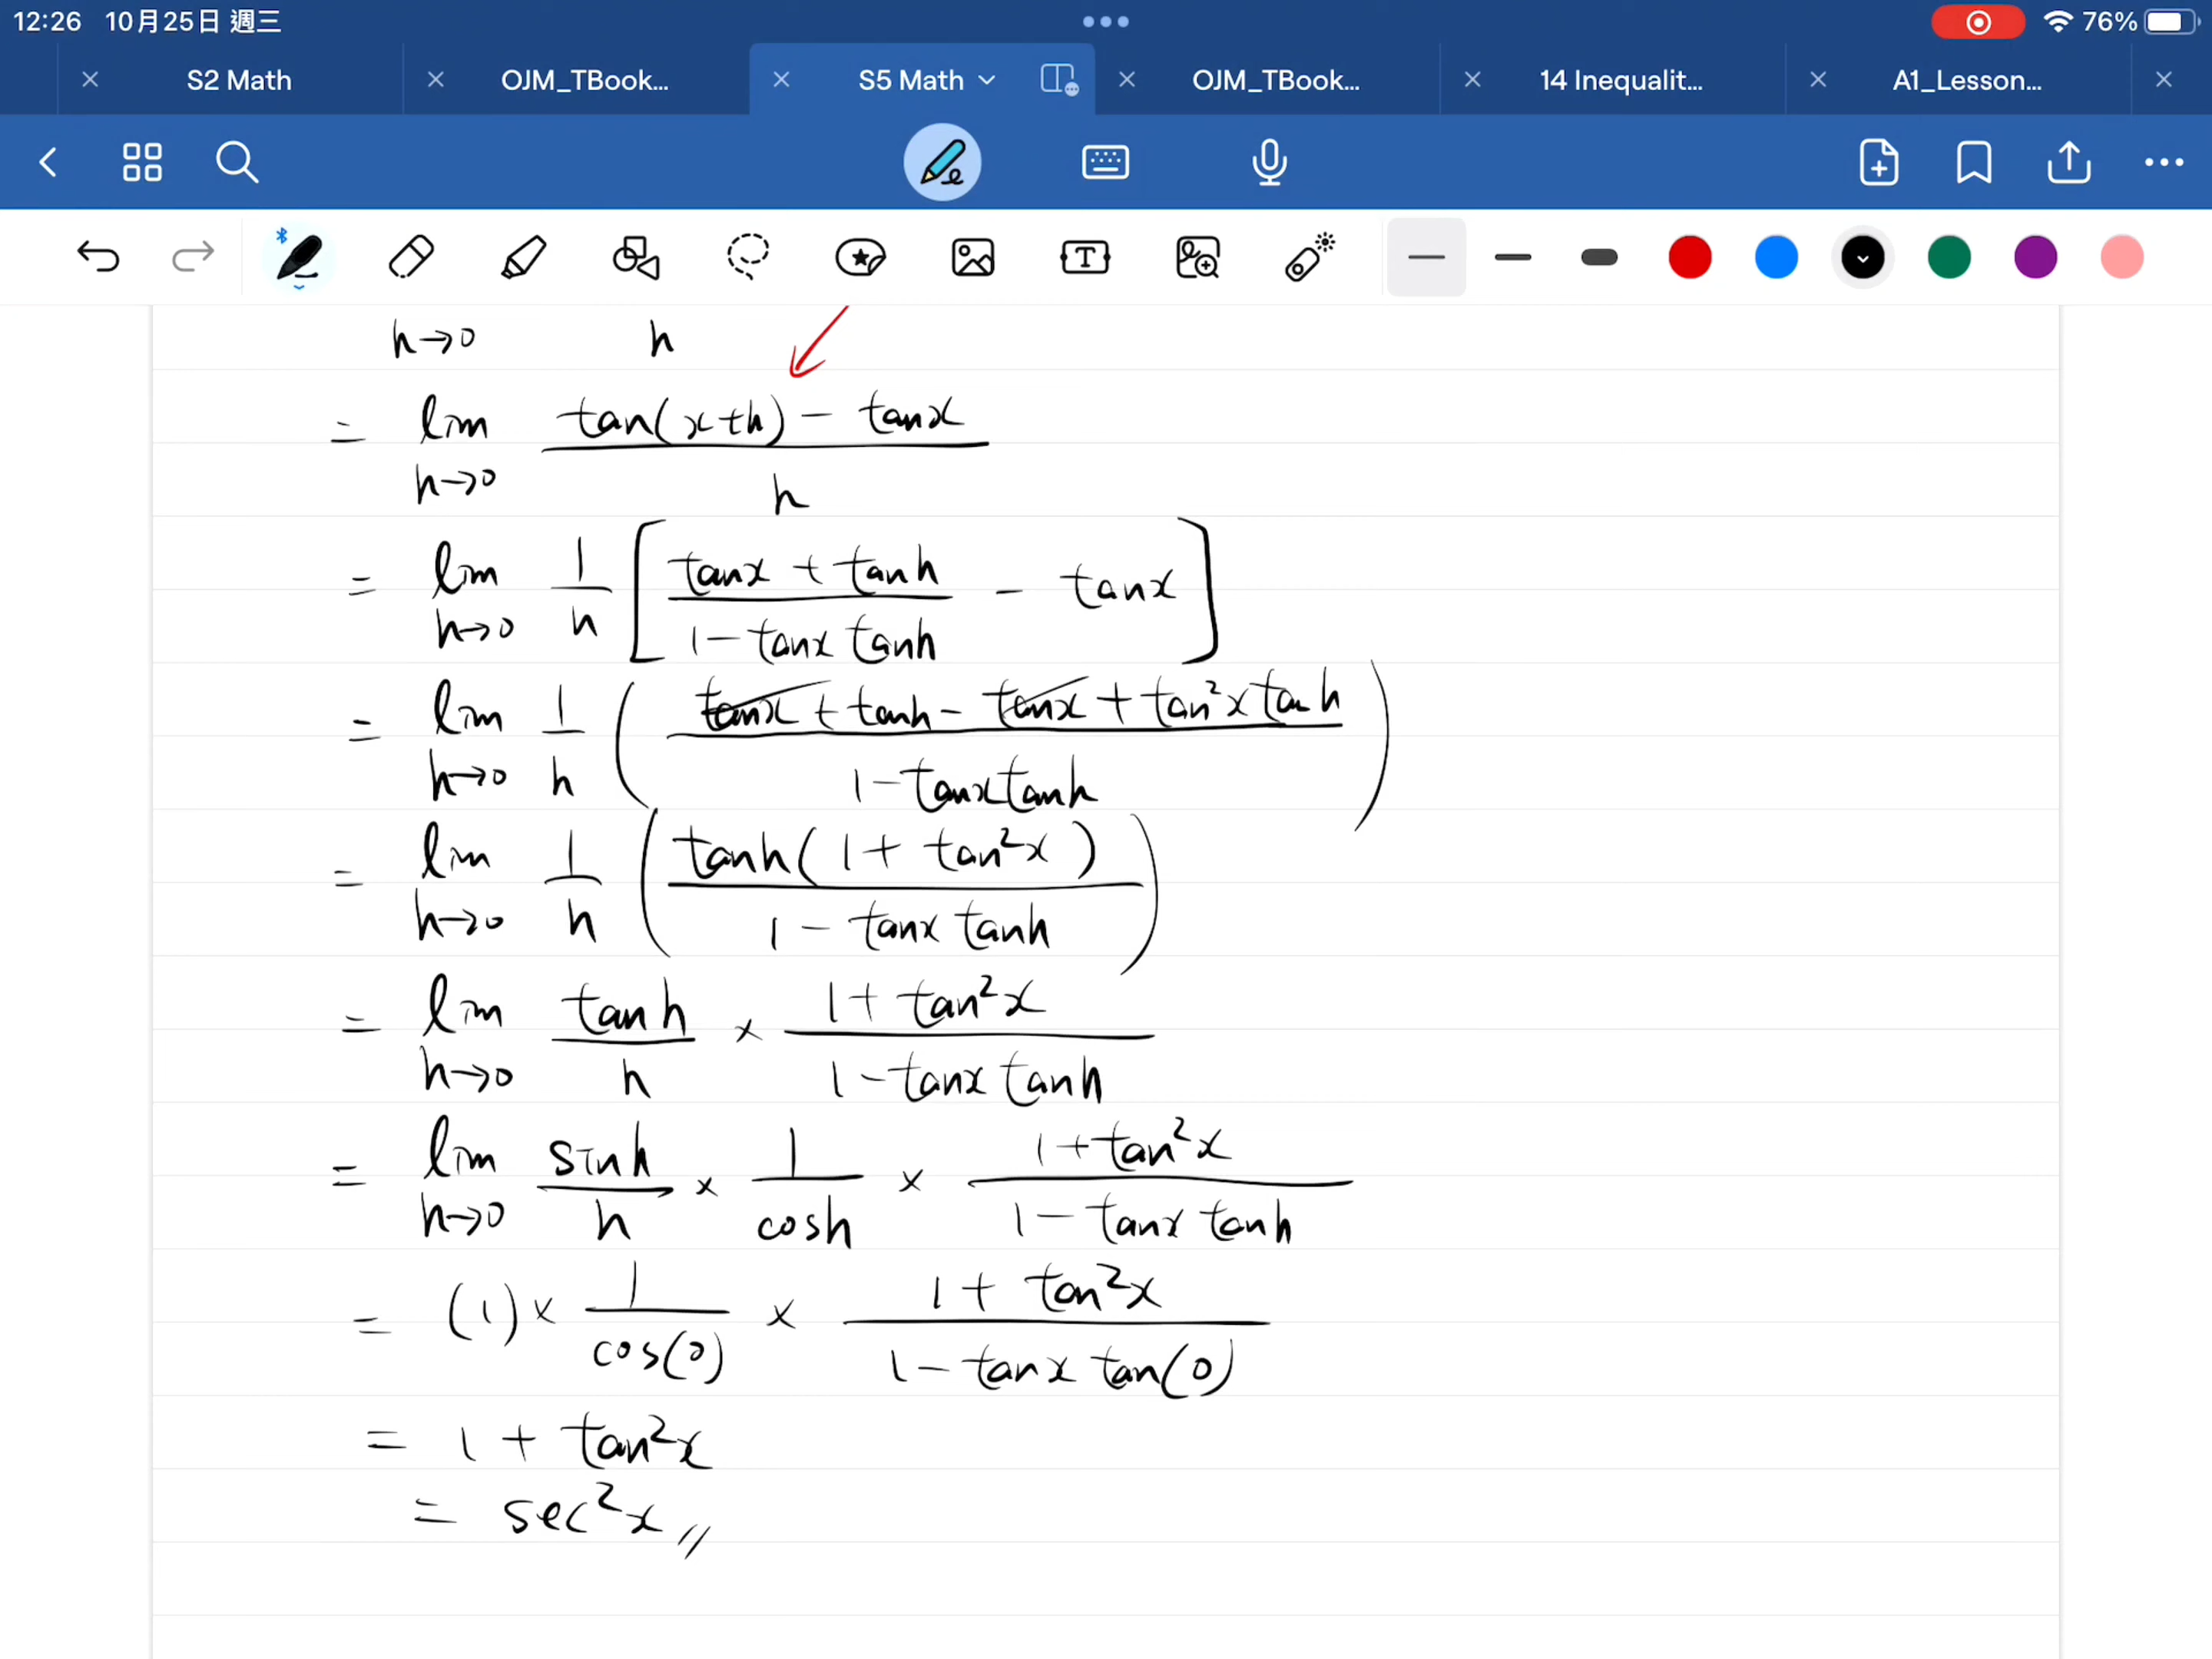 12:26 10月25日 週三 76%
S2 Math OJM_TBook... S5 Math OJM_TBook... 14 Inequalit... A1_Lesson...
h→0 h
= lim h→0 (tan(x+h) - tanx)/h
= lim h→0 1/h [(tanx + tanh)/(1-tanx tanh) - tanx]
= lim h→0 1/h ((tanx + tanh - tanx + tan²x tanh)/(1-tanxtanh))
= lim h→0 1/h (tanh(1+ tan²x)/(1 - tanx tanh))
= lim h→0 tanh/h × (1+ tan²x)/(1-tanx tanh)
= lim h→0 sinh/h × 1/cosh × (1+tan²x)/(1 - tanx tanh)
= (1) × 1/cos(0) × (1+ tan²x)/(1 - tanx tan(0))
= 1 + tan²x
= sec²x //